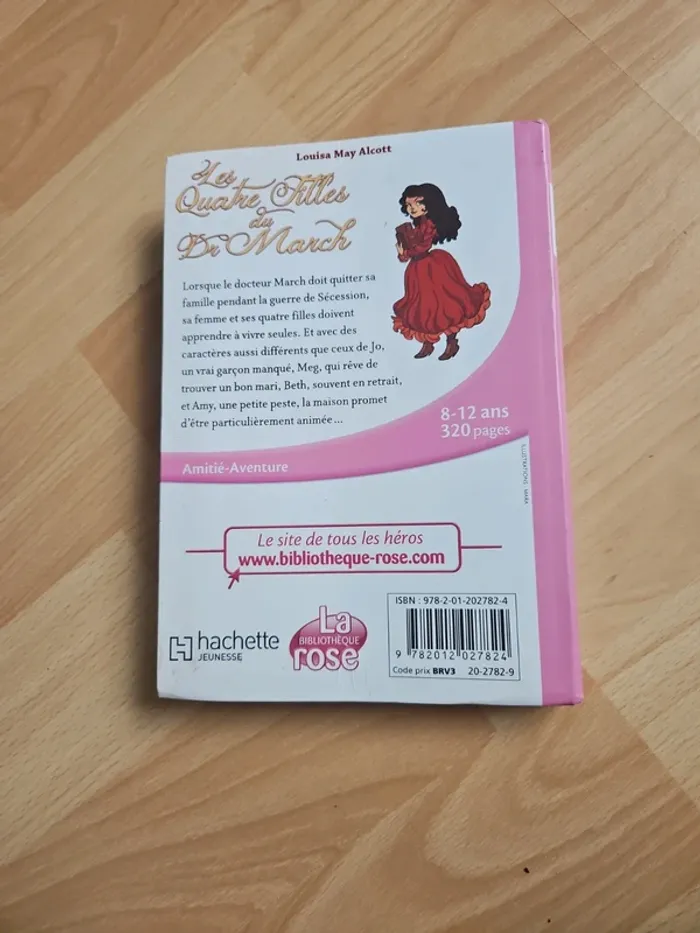 Louisa May Alcott
Les
Quatre Filles
du
Dr March
Lorsque le docteur March doit quitter sa
famille pendant la guerre de Sécession,
sa femme et ses quatre filles doivent
apprendre à vivre seules. Et avec des
caractères aussi différents que ceux de Jo,
un vrai garçon manqué, Meg, qui rêve de
trouver un bon mari, Beth, souvent en retrait,
et Amy, une petite peste, la maison promet
d'être particulièrement animée...
8-12 ans
320 pages
Amitié-Aventure
ILLUSTRATIONS : MARA
Le site de tous les héros
www.bibliotheque-rose.com
hachette
JEUNESSE
La
BIBLIOTHÈQUE
rose
ISBN : 978-2-01-202782-4
9 782012 027824
Code prix BRV3 20-2782-9